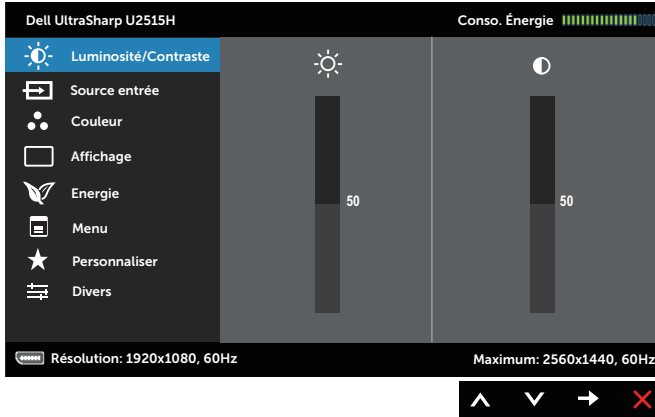 Dell UltraSharp U2515H
Conso. Énergie
Luminosité/Contraste
Source entrée
Couleur
Affichage
Energie
Menu
Personnaliser
Divers
50
50
Résolution: 1920x1080, 60Hz
Maximum: 2560x1440, 60Hz